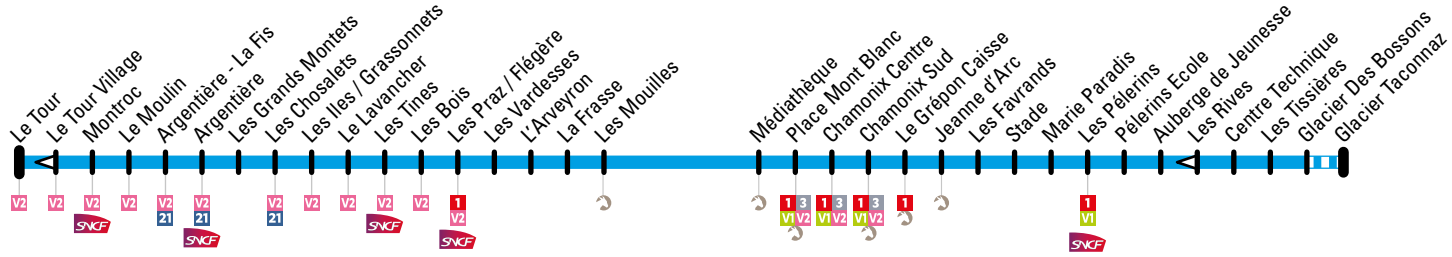 Le Tour
Le Tour Village
Montroc
Le Moulin
Argentière - La Fis
Argentière
Les Grands Montets
Les Chosalets
Les Iles / Grassonnets
Le Lavancher
Les Tines
Les Bois
Les Praz / Flégère
Les Vardesses
L'Arveyron
La Frasse
Les Mouilles
Médiathèque
Place Mont Blanc
Chamonix Centre
Chamonix Sud
Le Grépon Caisse
Jeanne d'Arc
Les Favrands
Stade
Marie Paradis
Les Pélerins
Pélerins Ecole
Auberge de Jeunesse
Les Rives
Centre Technique
Les Tissières
Glacier Des Bossons
Glacier Taconnaz
V2 V2 V2 V2 V2 V2 V2 V2 V2 V2 V2 1 1 3 1 3 1 3 1 1
21 21 21 V2 V1 V2 V1 V2 V1 V2 V1
SNCF SNCF SNCF SNCF SNCF